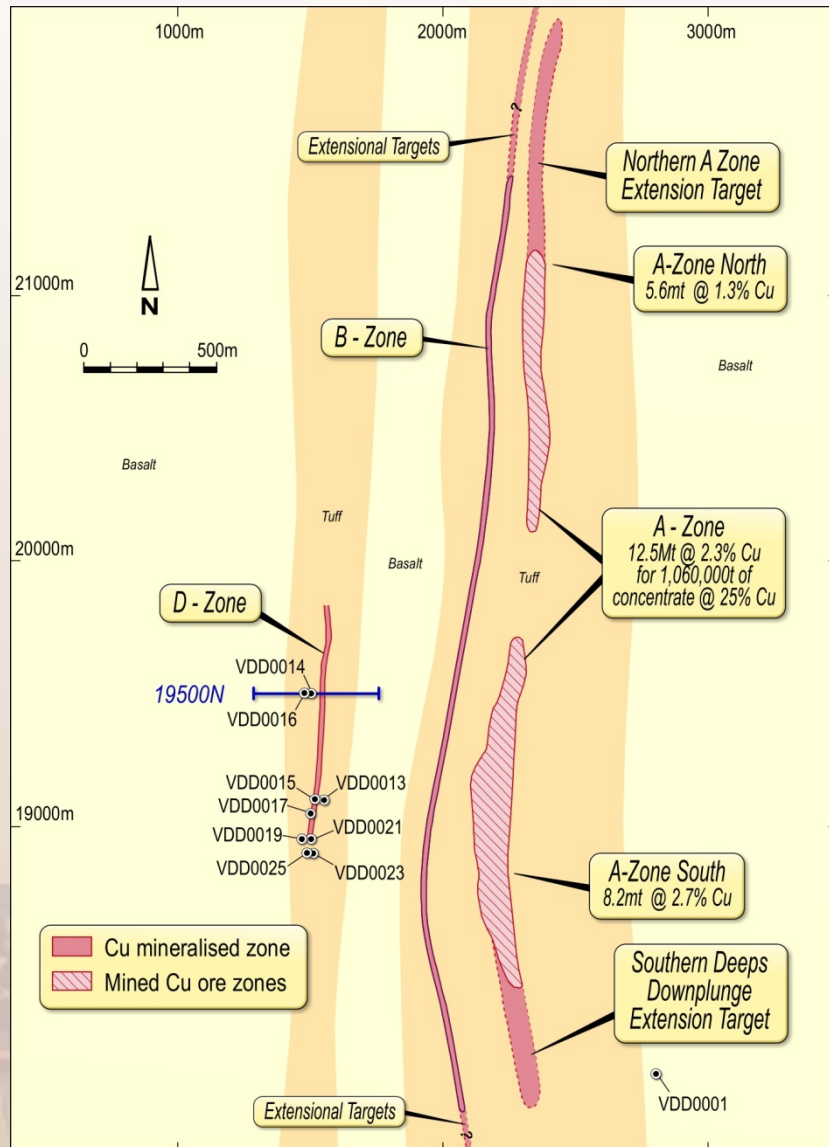 1000m
2000m
3000m
?
Extensional Targets
Northern A Zone
Extension Target
A-Zone North
5.6mt @ 1.3% Cu
21000m
N
0
500m
B - Zone
Basalt
Basalt
Tuff
Basalt
Tuff
A - Zone
12.5Mt @ 2.3% Cu
for 1,060,000t of
concentrate @ 25% Cu
20000m
D - Zone
VDD0014
19500N
VDD0016
VDD0015
VDD0013
VDD0017
19000m
VDD0019
VDD0021
VDD0025
VDD0023
A-Zone South
8.2mt @ 2.7% Cu
Cu mineralised zone
Mined Cu ore zones
Southern Deeps
Downplunge
Extension Target
VDD0001
Extensional Targets
?